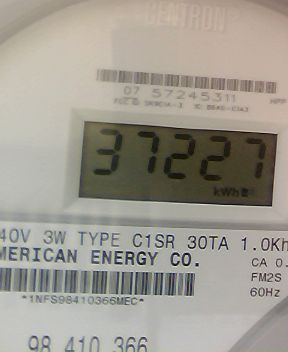 CENTRON
07 57245311
37227
kWh
40V 3W TYPE C1SR 30TA 1.0Kh
MERICAN ENERGY CO.
CA 0.
FM2S
60Hz
*1NFS98410366MEC*
98 410 366